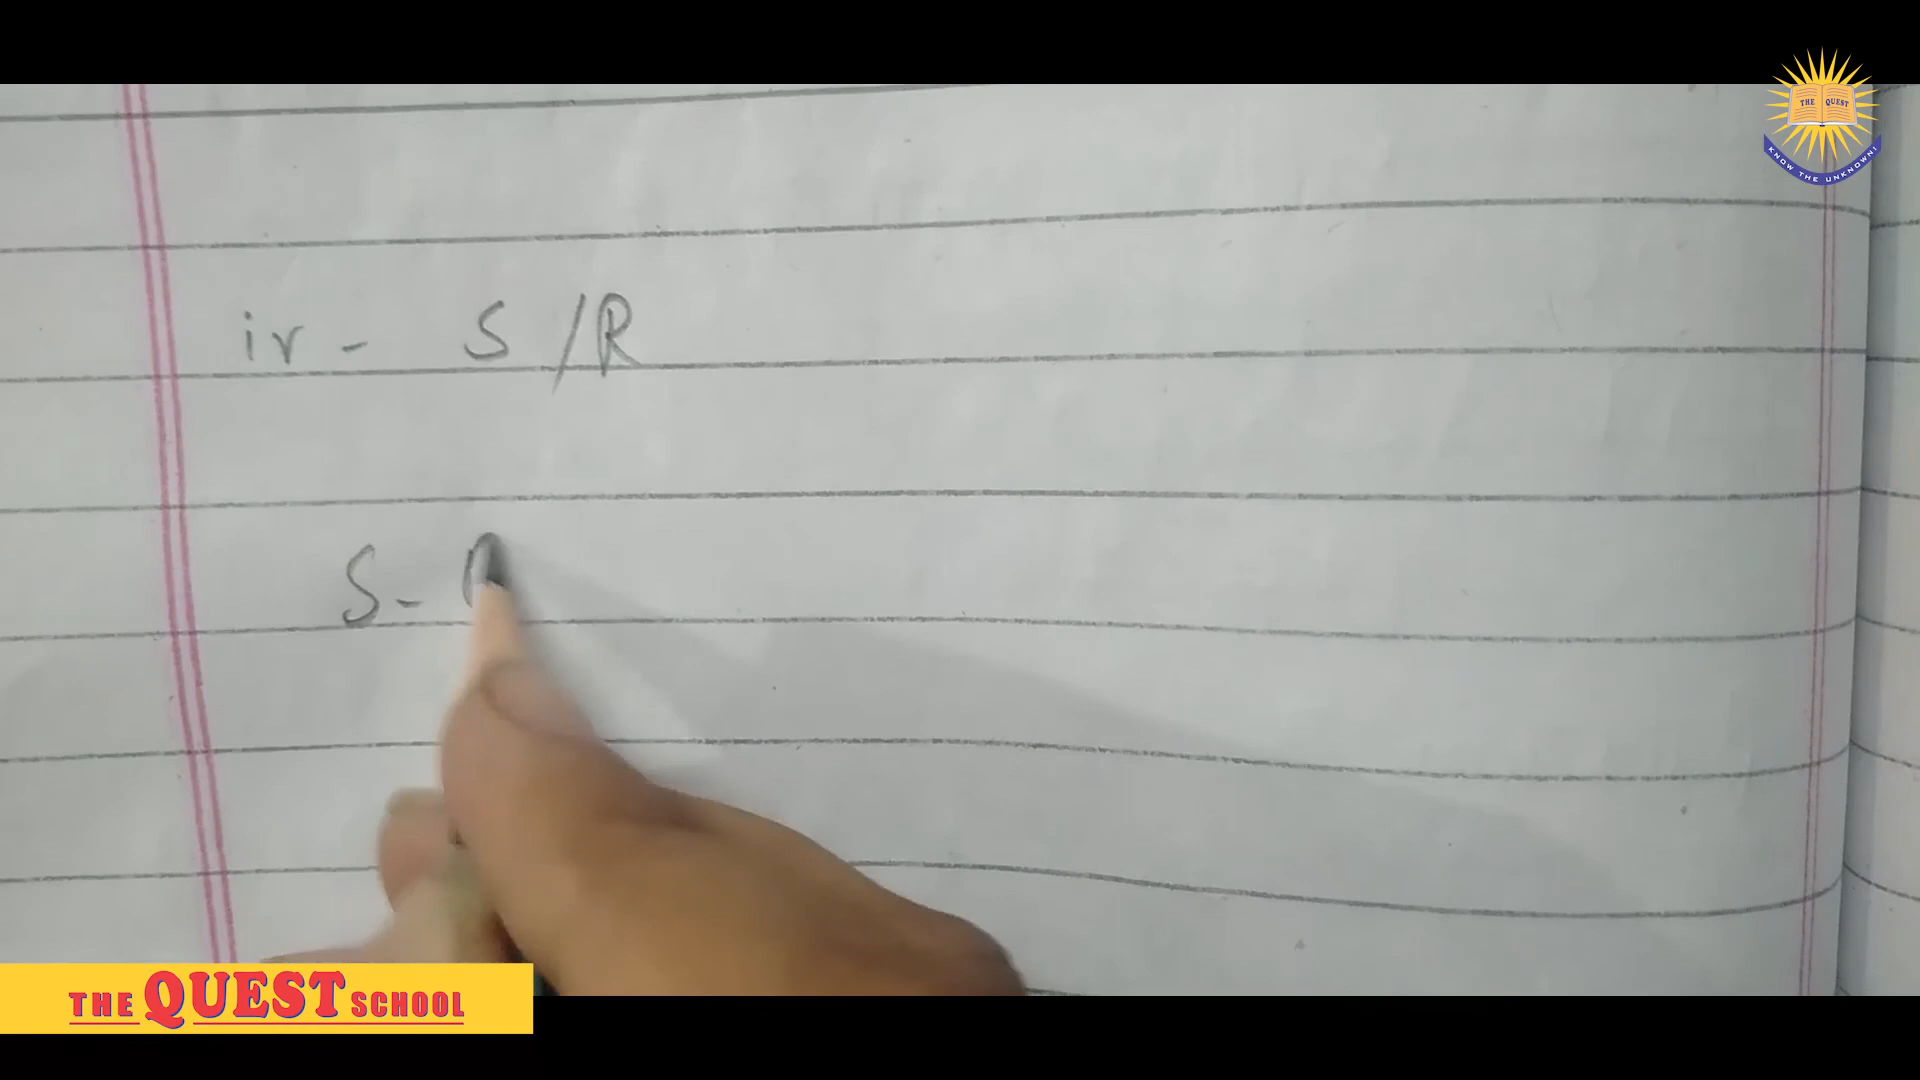 THE QUEST
KNOW THE UNKNOWN!
ir - S/R
S -
THE QUEST SCHOOL